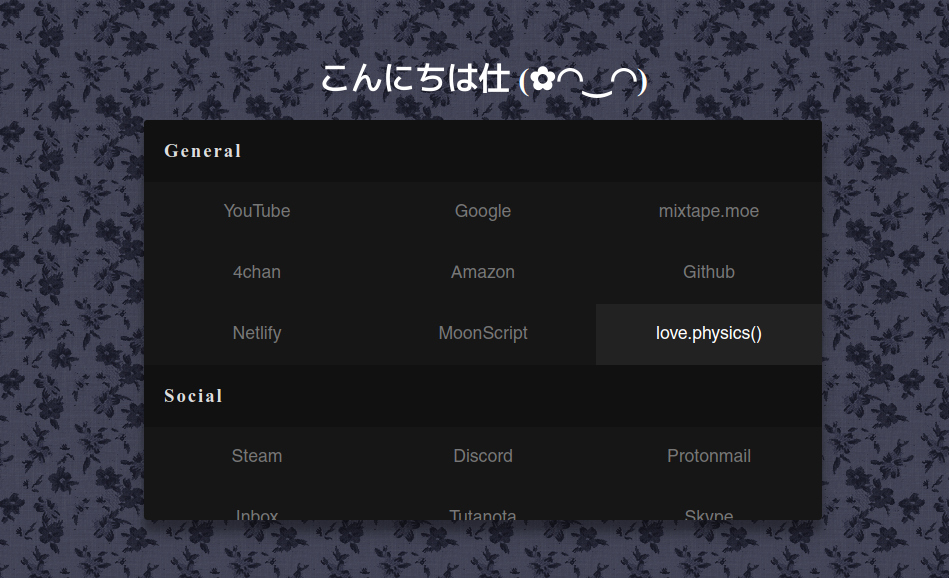 こんにちは仕 (✿◠‿◠)
General
YouTube Google mixtape.moe
4chan Amazon Github
Netlify MoonScript love.physics()
Social
Steam Discord Protonmail
Inbox Tutanota Skype